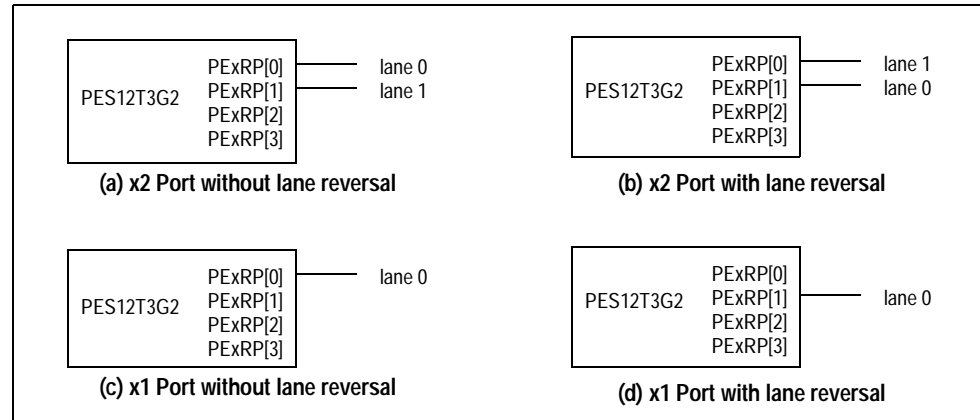 PES12T3G2
PExRP[0] lane 0
PExRP[1] lane 1
PExRP[2]
PExRP[3]
(a) x2 Port without lane reversal
PES12T3G2
PExRP[0] lane 1
PExRP[1] lane 0
PExRP[2]
PExRP[3]
(b) x2 Port with lane reversal
PES12T3G2
PExRP[0] lane 0
PExRP[1]
PExRP[2]
PExRP[3]
(c) x1 Port without lane reversal
PES12T3G2
PExRP[0]
PExRP[1] lane 0
PExRP[2]
PExRP[3]
(d) x1 Port with lane reversal